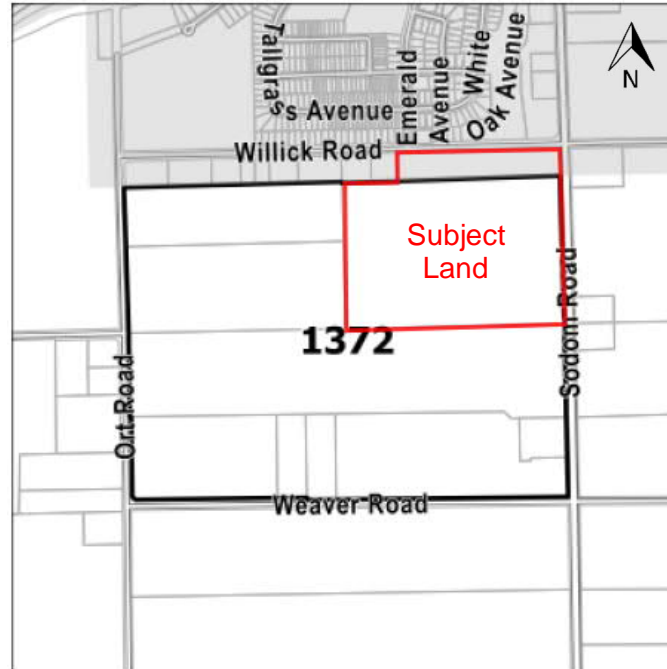 Tallgrass Avenue
Emerald
Avenue
White
Oak Avenue
N
Willick Road
Subject
Land
1372
Sodom Road
Ort Road
Weaver Road